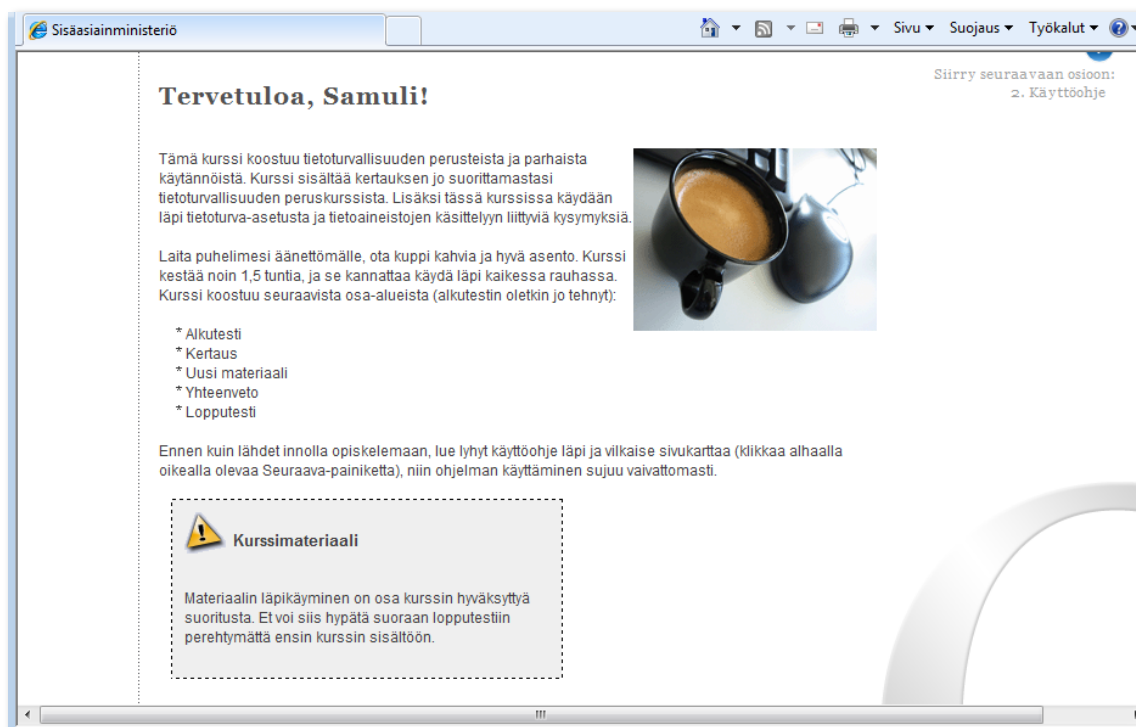 Sisäasiainministeriö
Sivu Suojaus Työkalut
Siirry seuraavaan osioon:
2. Käyttöohje
Tervetuloa, Samuli!
Tämä kurssi koostuu tietoturvallisuuden perusteista ja parhaista
käytännöistä. Kurssi sisältää kertauksen jo suorittamastasi
tietoturvallisuuden peruskurssista. Lisäksi tässä kurssissa käydään
läpi tietoturva-asetusta ja tietoaineistojen käsittelyyn liittyviä kysymyksiä.
Laita puhelimesi äänettömälle, ota kuppi kahvia ja hyvä asento. Kurssi
kestää noin 1,5 tuntia, ja se kannattaa käydä läpi kaikessa rauhassa.
Kurssi koostuu seuraavista osa-alueista (alkutestin oletkin jo tehnyt):
* Alkutesti
* Kertaus
* Uusi materiaali
* Yhteenveto
* Lopputesti
Ennen kuin lähdet innolla opiskelemaan, lue lyhyt käyttöohje läpi ja vilkaise sivukarttaa (klikkaa alhaalla
oikealla olevaa Seuraava-painiketta), niin ohjelman käyttäminen sujuu vaivattomasti.
Kurssimateriaali
Materiaalin läpikäyminen on osa kurssin hyväksyttyä
suoritusta. Et voi siis hypätä suoraan lopputestiin
perehtymättä ensin kurssin sisältöön.